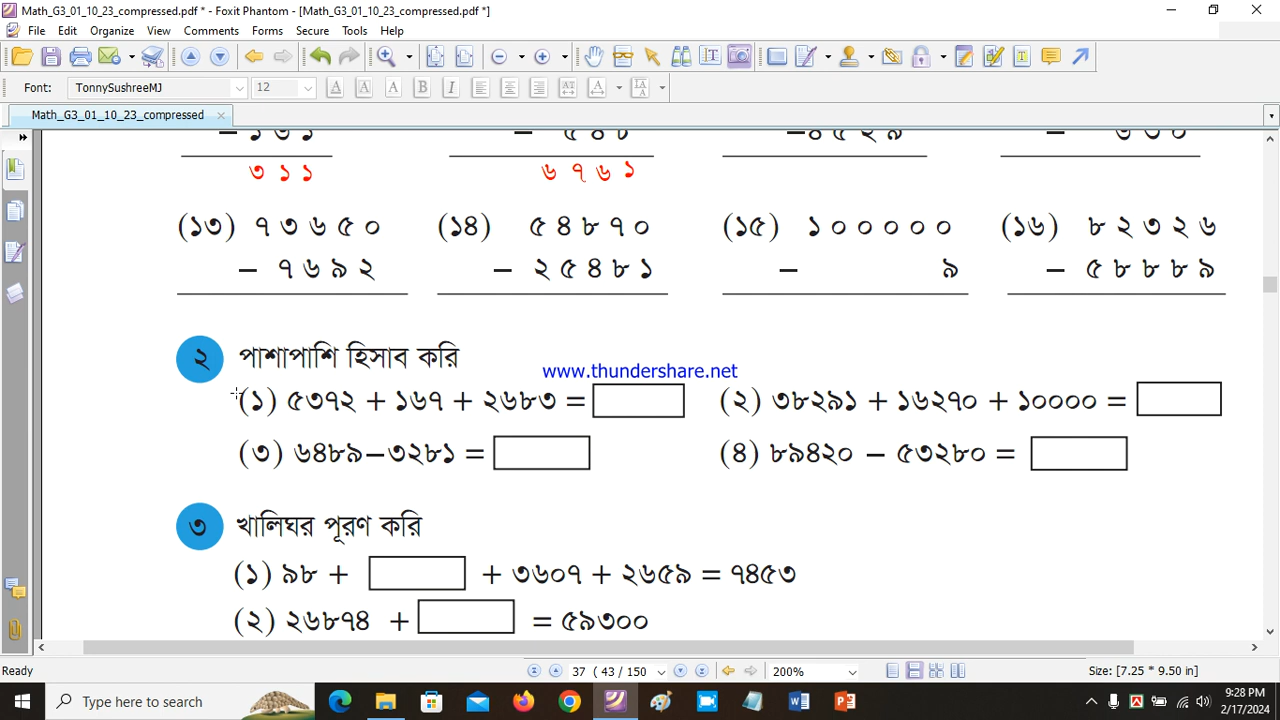 Math_G3_01_10_23_compressed.pdf * - Foxit Phantom - [Math_G3_01_10_23_compressed.pdf *]
File Edit Organize View Comments Forms Secure Tools Help
Font: TonnySushreeMJ 12
Math_G3_01_10_23_compressed
৩ ১ ১ ৬ ৭ ৬ ১
(১৩) ৭ ৩ ৬ ৫ ০ (১৪) ৫ ৪ ৮ ৭ ০ (১৫) ১ ০ ০ ০ ০ ০ (১৬) ৮ ২ ৩ ২ ৬
− ৭ ৬ ৯ ২ − ২ ৫ ৪ ৮ ১ − ৯ − ৫ ৮ ৮ ৮ ৯
২ পাশাপাশি হিসাব করি
www.thundershare.net
(১) ৫৩৭২ + ১৬৭ + ২৬৮৩ = (২) ৩৮২৯১ + ১৬২৭০ + ১০০০০ =
(৩) ৬৪৮৯−৩২৮১ = (৪) ৮৯৪২০ − ৫৩২৮০ =
৩ খালিঘর পূরণ করি
(১) ৯৮ + + ৩৬০৭ + ২৬৫৯ = ৭৪৫৩
(২) ২৬৮৭৪ + = ৫৯৩০০
Ready 37 ( 43 / 150 ) 200% Size: [7.25 * 9.50 in]
Type here to search 9:28 PM
2/17/2024